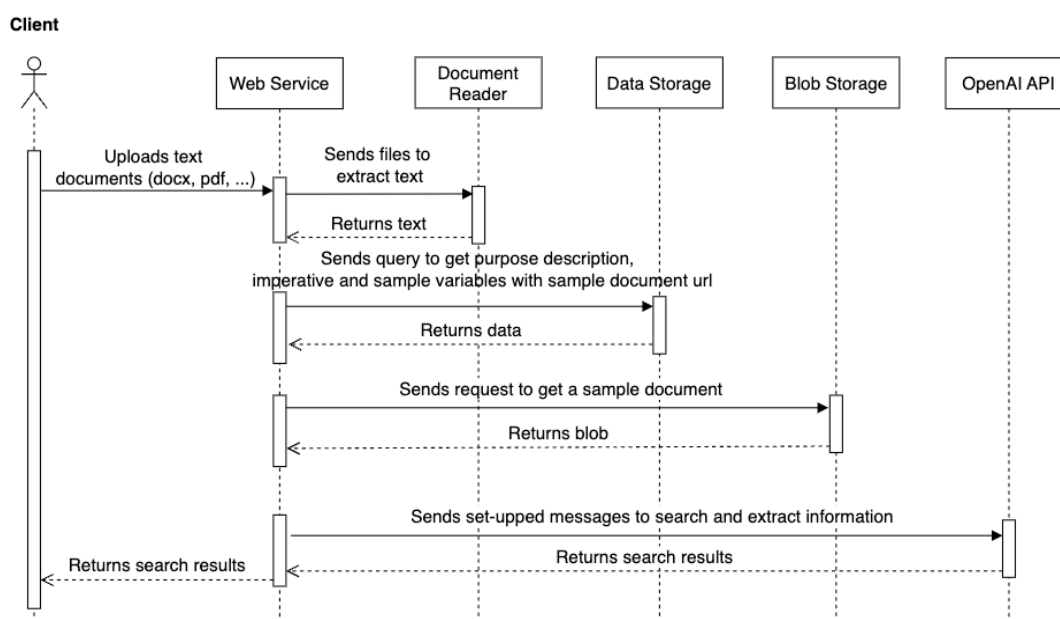 Client
Web Service
Document
Reader
Data Storage
Blob Storage
OpenAI API
Uploads text
documents (docx, pdf, ...)
Sends files to
extract text
Returns text
Sends query to get purpose description,
imperative and sample variables with sample document url
Returns data
Sends request to get a sample document
Returns blob
Sends set-upped messages to search and extract information
Returns search results
Returns search results